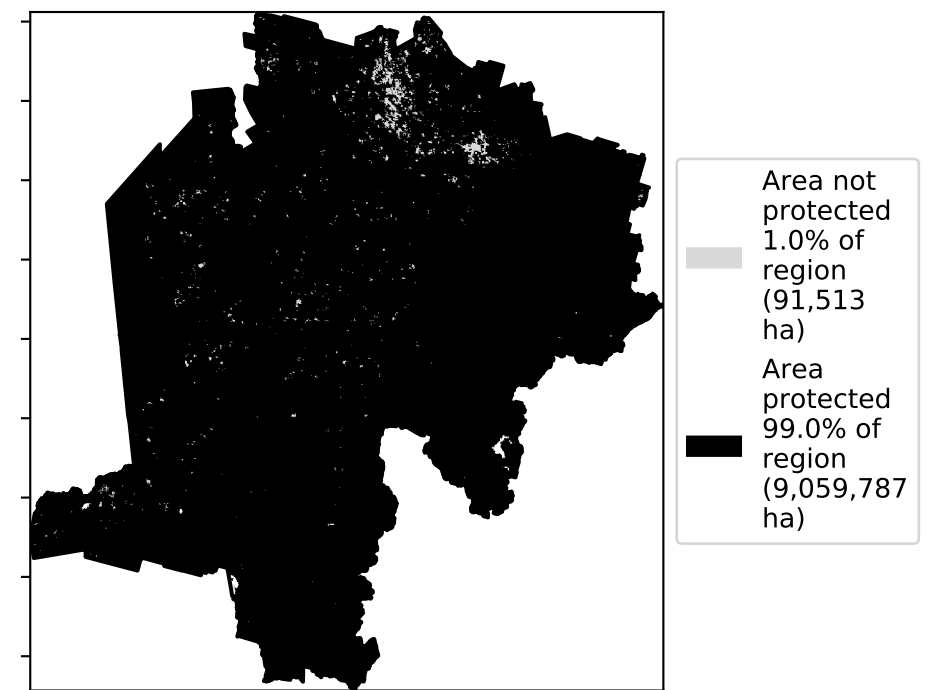 Area not
protected
1.0% of
region
(91,513
ha)
Area
protected
99.0% of
region
(9,059,787
ha)